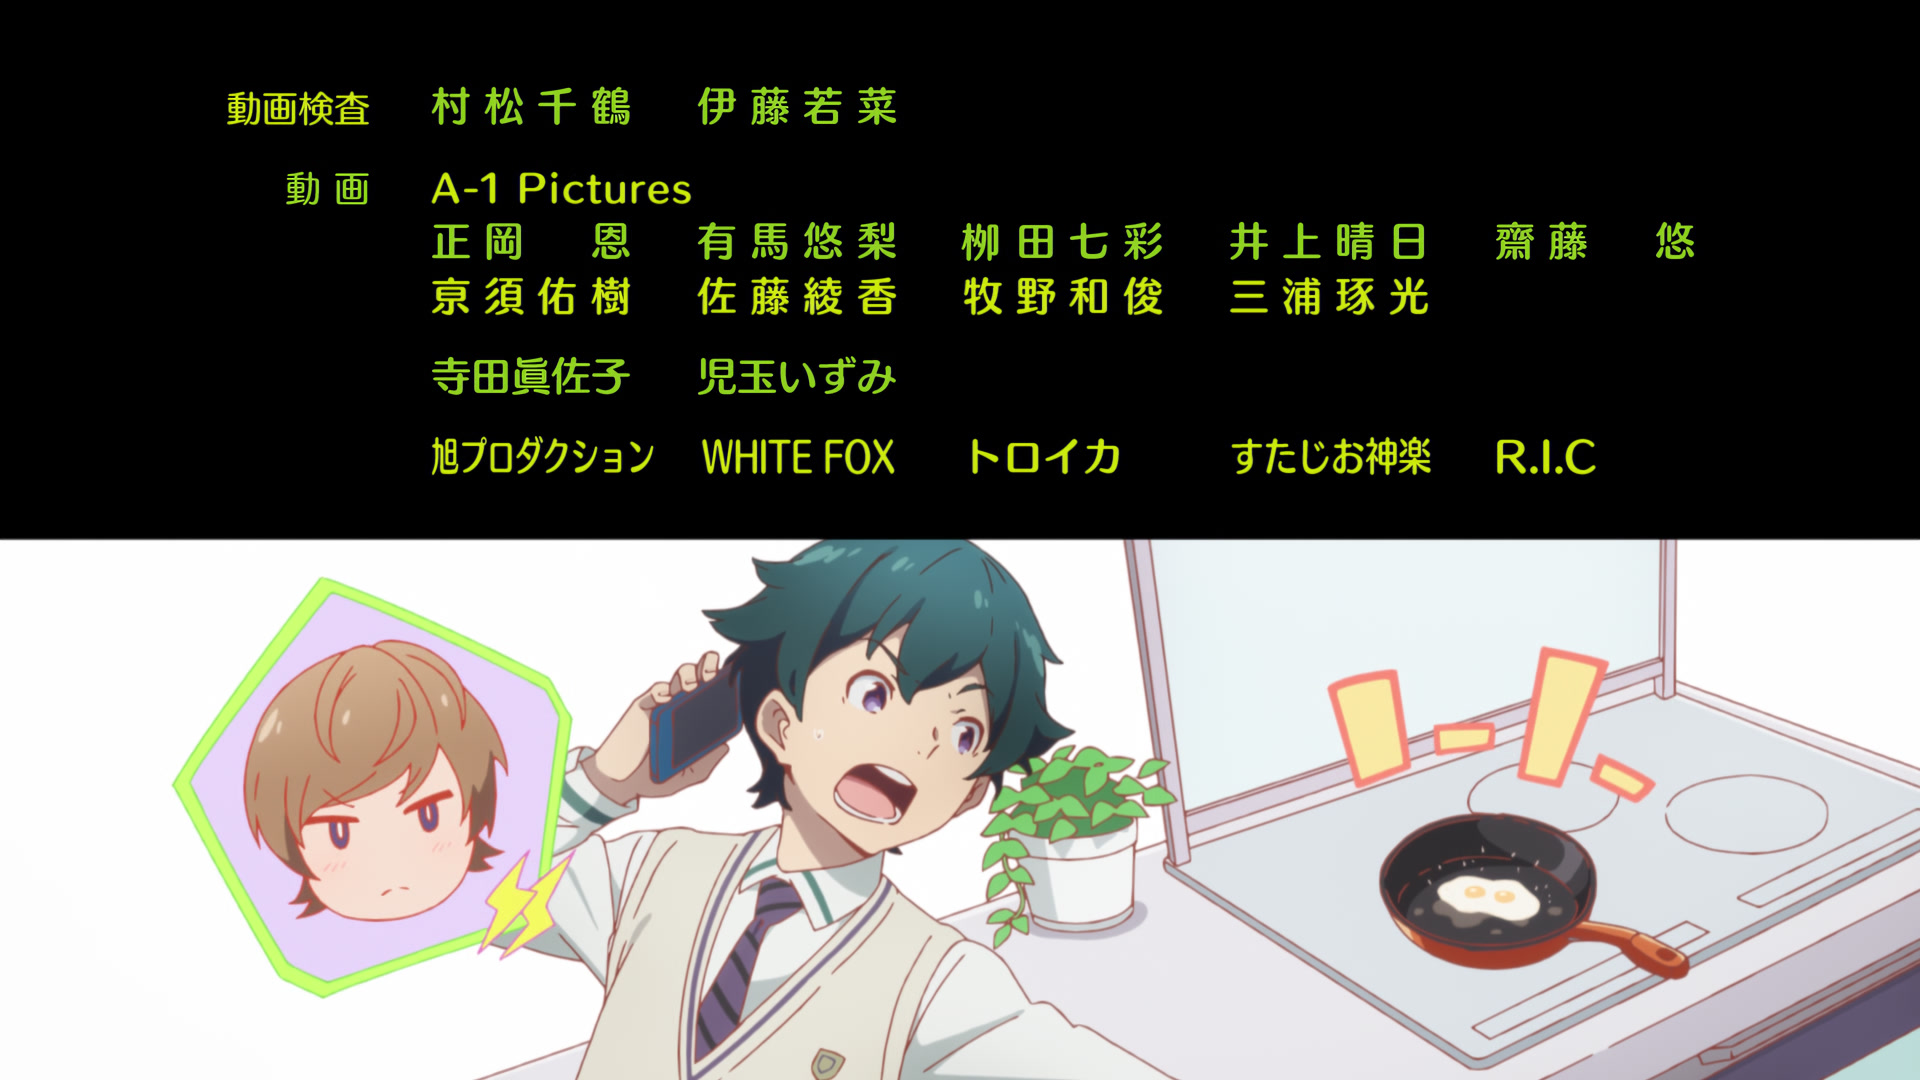 動画検査 村松千鶴 伊藤若菜
動画 A-1 Pictures
正岡 恩 有馬悠梨 栁田七彩 井上晴日 齋藤 悠
京須佑樹 佐藤綾香 牧野和俊 三浦琢光
寺田眞佐子 児玉いずみ
旭プロダクション WHITE FOX トロイカ すたじお神楽 R.I.C